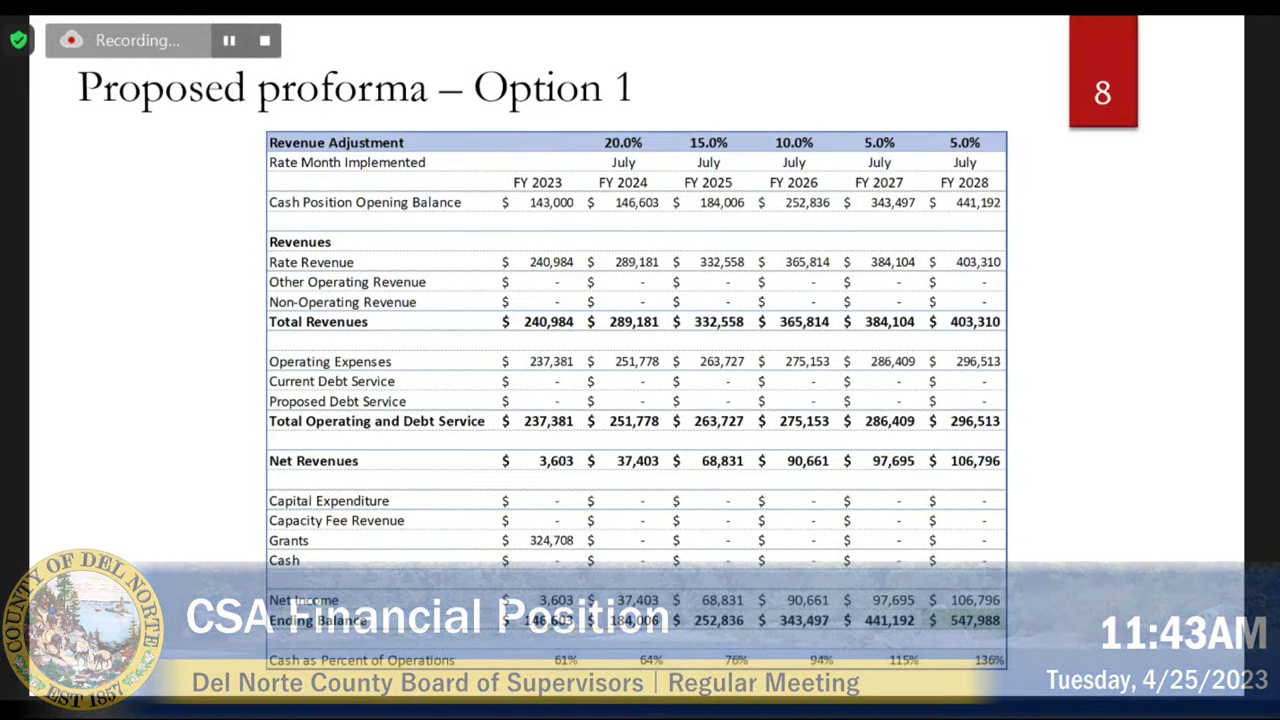 Recording...
Proposed proforma – Option 1
8
Revenue Adjustment 20.0% 15.0% 10.0% 5.0% 5.0%
Rate Month Implemented July July July July July
FY 2023 FY 2024 FY 2025 FY 2026 FY 2027 FY 2028
Cash Position Opening Balance $ 143,000 $ 146,603 $ 184,006 $ 252,836 $ 343,497 $ 441,192
Revenues
Rate Revenue $ 240,984 $ 289,181 $ 332,558 $ 365,814 $ 384,104 $ 403,310
Other Operating Revenue $ - $ - $ - $ - $ - $ -
Non-Operating Revenue $ - $ - $ - $ - $ - $ -
Total Revenues $ 240,984 $ 289,181 $ 332,558 $ 365,814 $ 384,104 $ 403,310
Operating Expenses $ 237,381 $ 251,778 $ 263,727 $ 275,153 $ 286,409 $ 296,513
Current Debt Service $ - $ - $ - $ - $ - $ -
Proposed Debt Service $ - $ - $ - $ - $ - $ -
Total Operating and Debt Service $ 237,381 $ 251,778 $ 263,727 $ 275,153 $ 286,409 $ 296,513
Net Revenues $ 3,603 $ 37,403 $ 68,831 $ 90,661 $ 97,695 $ 106,796
Capital Expenditure $ - $ - $ - $ - $ - $ -
Capacity Fee Revenue $ - $ - $ - $ - $ - $ -
Grants $ 324,708 $ - $ - $ - $ - $ -
Cash $ - $ - $ - $ - $ - $ -
Net Income $ 3,603 $ 37,403 $ 68,831 $ 90,661 $ 97,695 $ 106,796
Ending Balance $ 146,603 $ 184,006 $ 252,836 $ 343,497 $ 441,192 $ 547,988
Cash as Percent of Operations 61% 64% 76% 94% 115% 136%
COUNTY OF DEL NORTE
EST 1857
CSA Financial Position
Del Norte County Board of Supervisors | Regular Meeting
11:43AM
Tuesday, 4/25/2023